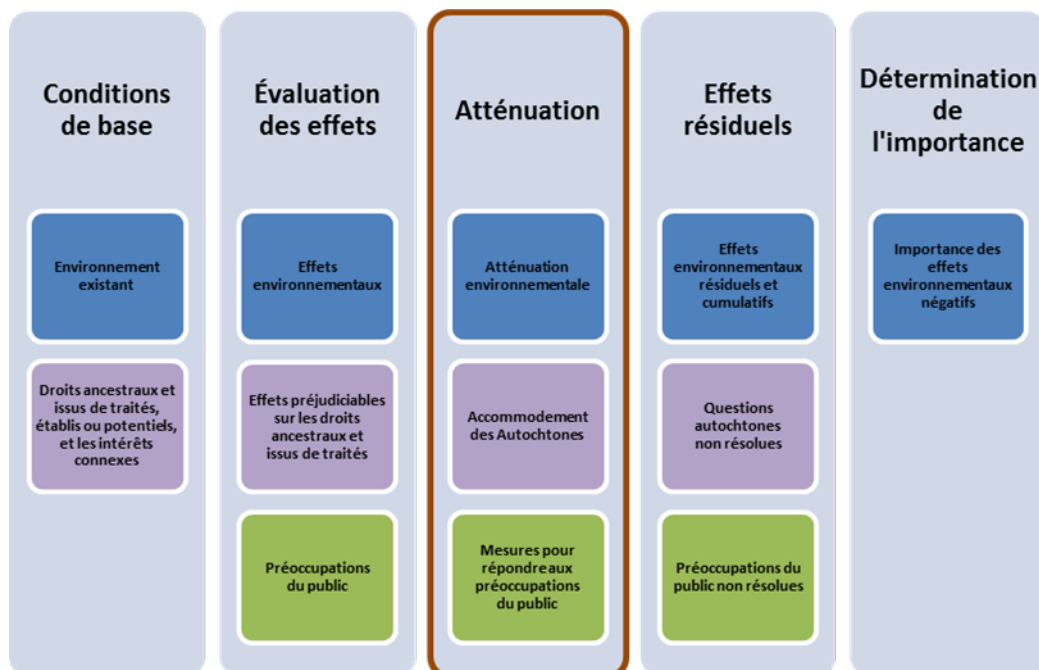 Conditions
de base
Environnement
existant
Droits ancestraux et
issus de traités,
établis ou potentiels,
et les intérêts
connexes
Évaluation
des effets
Effets
environnementaux
Effets préjudiciables
sur les droits
ancestraux et
issus de traités
Préoccupations
du public
Atténuation
Atténuation
environnementale
Accommodement
des Autochtones
Mesures pour
répondre aux
préoccupations
du public
Effets
résiduels
Effets
environnementaux
résiduels et
cumulatifs
Questions
autochtones
non résolues
Préoccupations du
public non résolues
Détermination
de
l'importance
Importance des
effets
environnementaux
négatifs